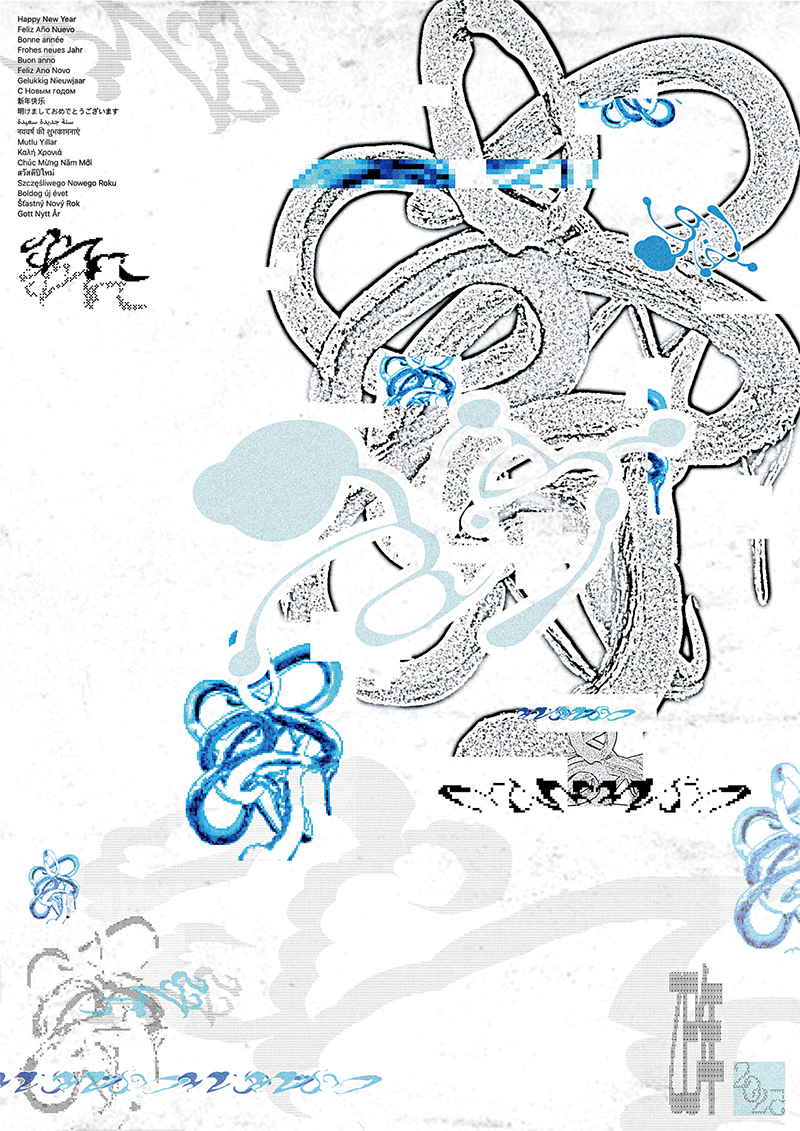 Happy New Year
Feliz Año Nuevo
Bonne année
Frohes neues Jahr
Buon anno
Feliz Ano Novo
Gelukkig Nieuwjaar
С Новым годом
新年快乐
明けましておめでとうございます
سنة جديدة سعيدة
नववर्ष की शुभकामनाएं
Mutlu Yıllar
Καλή Χρονιά
Chúc Mừng Năm Mới
สวัสดีปีใหม่
Szczęśliwego Nowego Roku
Boldog új évet
Šťastný Nový Rok
Gott Nytt År